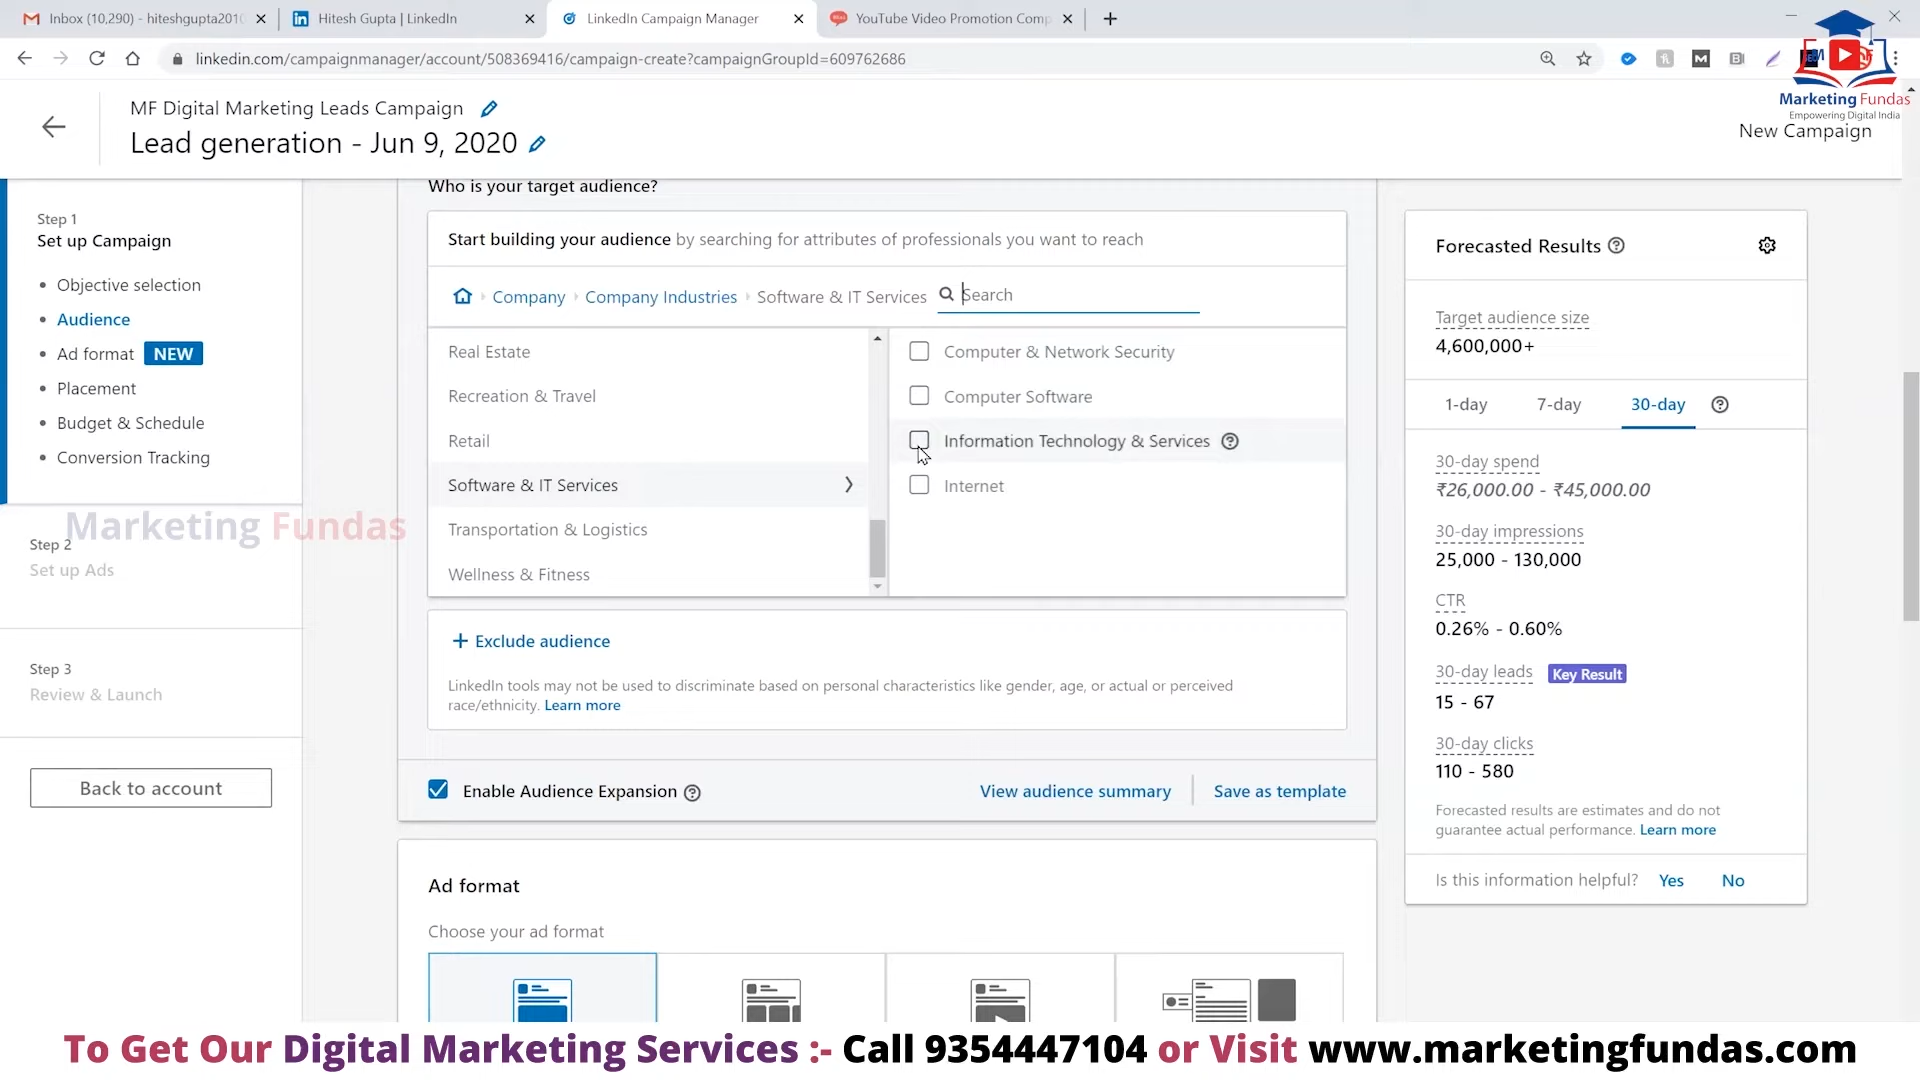 Inbox (10,290) - hiteshgupta201
Hitesh Gupta | LinkedIn
LinkedIn Campaign Manager
YouTube Video Promotion Comp
linkedin.com/campaignmanager/account/508369416/campaign-create?campaignGroupId=609762686
Marketing Fundas
Empowering Digital India
MF Digital Marketing Leads Campaign
Lead generation - Jun 9, 2020
New Campaign
Step 1
Set up Campaign
Objective selection
Audience
Ad format NEW
Placement
Budget & Schedule
Conversion Tracking
Marketing Fundas
Step 2
Set up Ads
Step 3
Review & Launch
Back to account
Who is your target audience?
Start building your audience by searching for attributes of professionals you want to reach
Company Company Industries Software & IT Services Search
Real Estate
Recreation & Travel
Retail
Software & IT Services
Transportation & Logistics
Wellness & Fitness
Computer & Network Security
Computer Software
Information Technology & Services
Internet
+ Exclude audience
LinkedIn tools may not be used to discriminate based on personal characteristics like gender, age, or actual or perceived
race/ethnicity. Learn more
Enable Audience Expansion
View audience summary
Save as template
Ad format
Choose your ad format
Forecasted Results
Target audience size
4,600,000+
1-day 7-day 30-day
30-day spend
₹26,000.00 - ₹45,000.00
30-day impressions
25,000 - 130,000
CTR
0.26% - 0.60%
30-day leads Key Result
15 - 67
30-day clicks
110 - 580
Forecasted results are estimates and do not
guarantee actual performance. Learn more
Is this information helpful? Yes No
To Get Our Digital Marketing Services :- Call 9354447104 or Visit www.marketingfundas.com